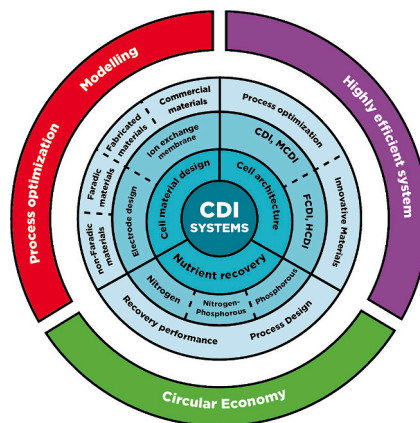 Modelling
Process optimization
Highly efficient system
Circular Economy
Commercial
materials
Fabricated
materials
Faradic
materials
non-Faradic
materials
Process optimization
Innovative Materials
Recovery performance
Process Design
Ion exchange
membrane
Elecrode design
CDI, MCDI
FCDI, HCDI
Nitrogen
Nitrogen-
Phosphorous
Phosphorous
Cell material design
Cell architecture
Nutrient recovery
CDI
SYSTEMS